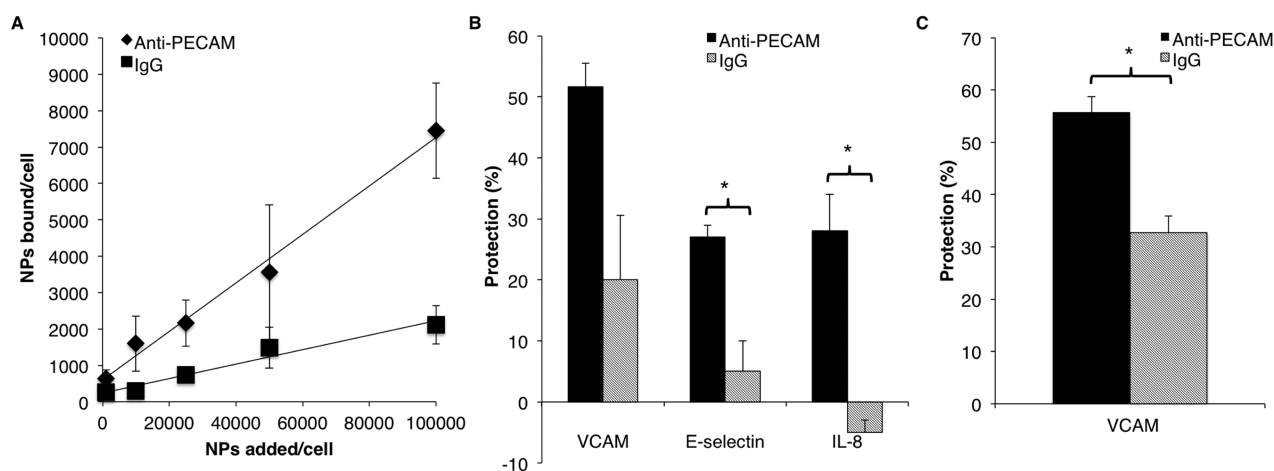 A
Anti-PECAM
IgG
10000
9000
8000
7000
6000
5000
4000
3000
2000
1000
0
NPs bound/cell
0 20000 40000 60000 80000 100000
NPs added/cell
B
Anti-PECAM
IgG
60
50
40
30
20
10
0
-10
Protection (%)
*
*
VCAM E-selectin IL-8
C
Anti-PECAM
IgG
70
60
50
40
30
20
10
0
Protection (%)
*
VCAM